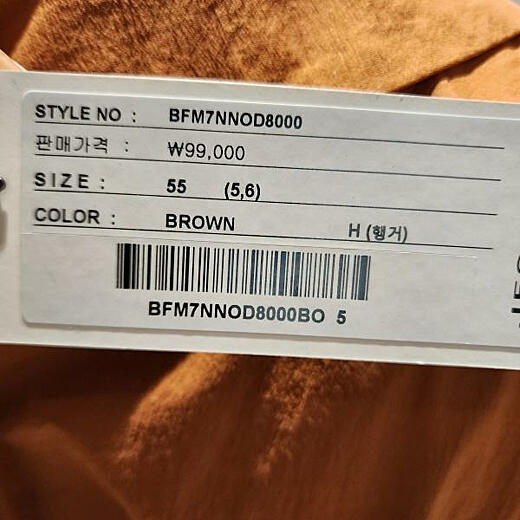 STYLE NO : BFM7NNOD8000
판매가격 : ₩99,000
SIZE : 55 (5,6)
COLOR : BROWN H (행거)
BFM7NNOD8000BO 5